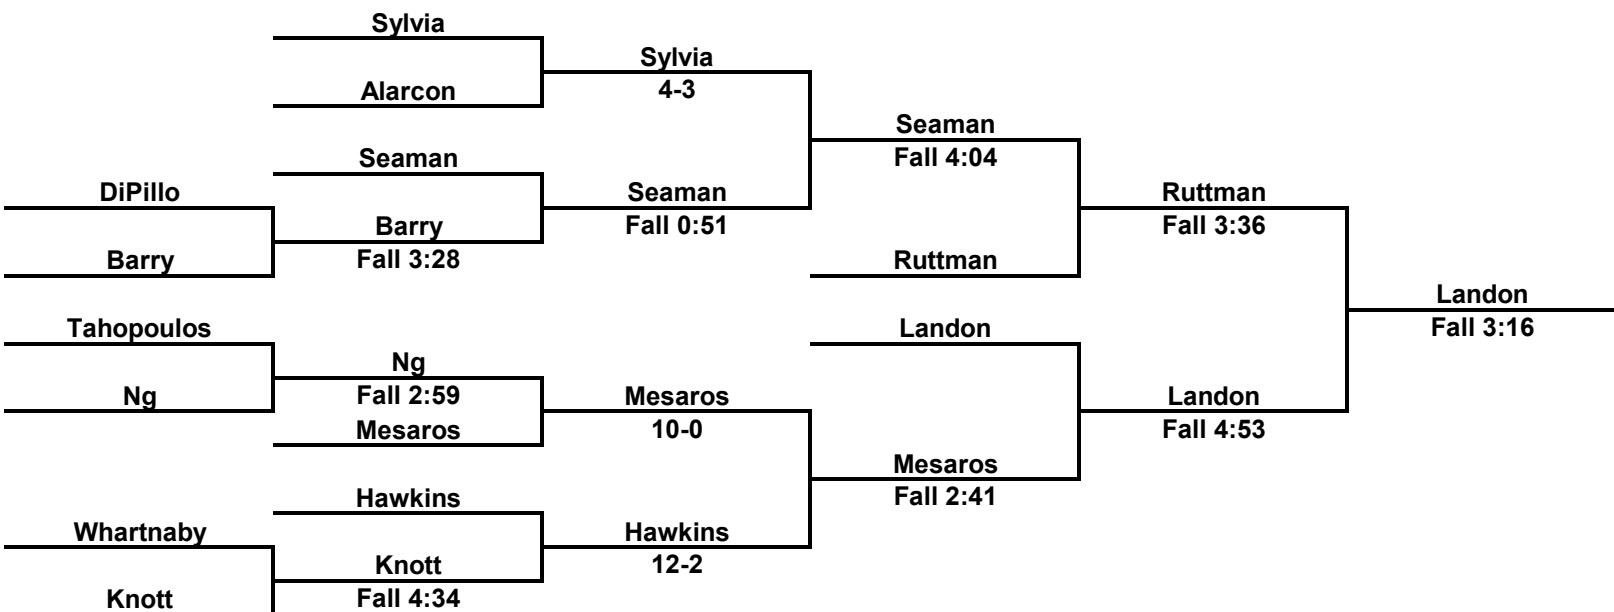 Sylvia
Sylvia
4-3
Alarcon
Seaman
Fall 4:04
Seaman
DiPillo
Seaman
Fall 0:51
Ruttman
Fall 3:36
Barry
Fall 3:28
Barry
Ruttman
Landon
Fall 3:16
Tahopoulos
Landon
Ng
Fall 2:59
Ng
Mesaros
10-0
Landon
Fall 4:53
Mesaros
Mesaros
Fall 2:41
Hawkins
Whartnaby
Hawkins
12-2
Knott
Fall 4:34
Knott